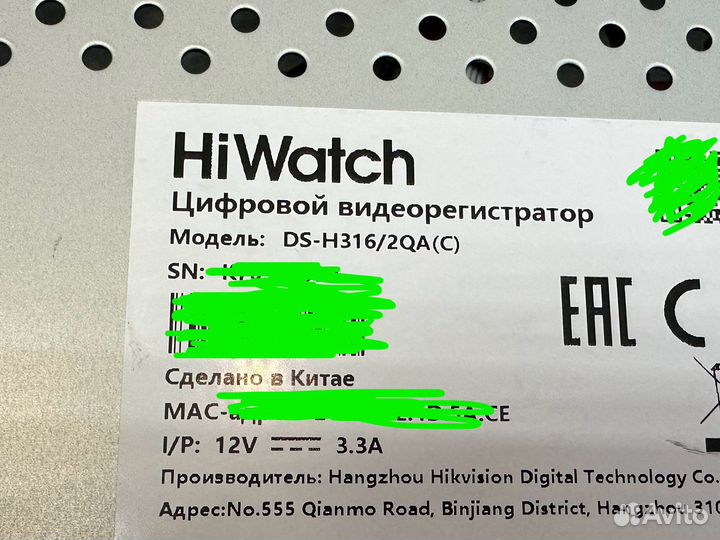 HiWatch
Цифровой видеорегистратор
Модель: DS-H316/2QA(C)
SN:
EAC C
Сделано в Китае
I/P: 12V 3.3A
Производитель: Hangzhou Hikvision Digital Technology Co.
Адрес:No.555 Qianmo Road, Binjiang District, Hangzhou 310
Avito